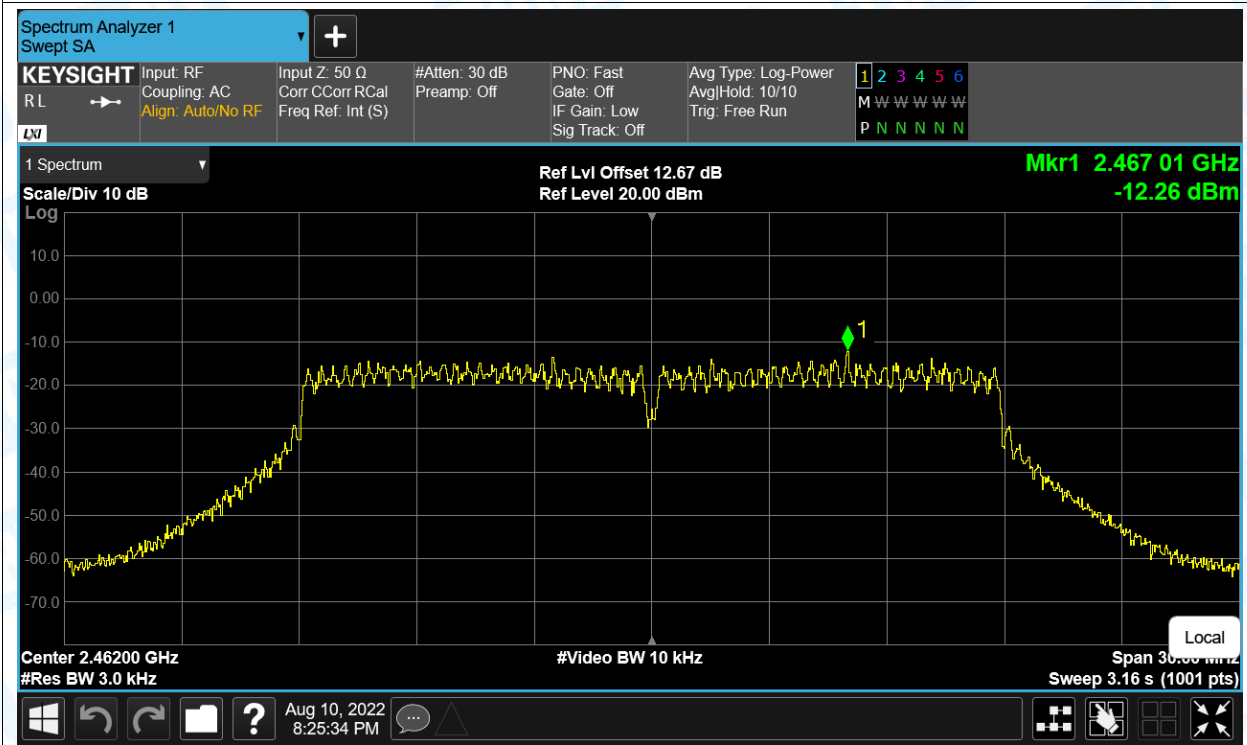 Spectrum Analyzer 1
Swept SA
KEYSIGHT
R L
LXI
Input: RF
Coupling: AC
Align: Auto/No RF
Input Z: 50 Ω
Corr CCorr RCal
Freq Ref: Int (S)
#Atten: 30 dB
Preamp: Off
PNO: Fast
Gate: Off
IF Gain: Low
Sig Track: Off
Avg Type: Log-Power
Avg|Hold: 10/10
Trig: Free Run
1 2 3 4 5 6
M W W W W W
P N N N N N
1 Spectrum
Scale/Div 10 dB
Log
Ref Lvl Offset 12.67 dB
Ref Level 20.00 dBm
Mkr1 2.467 01 GHz
-12.26 dBm
10.0
0.00
-10.0
-20.0
-30.0
-40.0
-50.0
-60.0
-70.0
1
Local
Center 2.46200 GHz
#Video BW 10 kHz
Span 30.00 MHz
#Res BW 3.0 kHz
Sweep 3.16 s (1001 pts)
?
Aug 10, 2022
8:25:34 PM